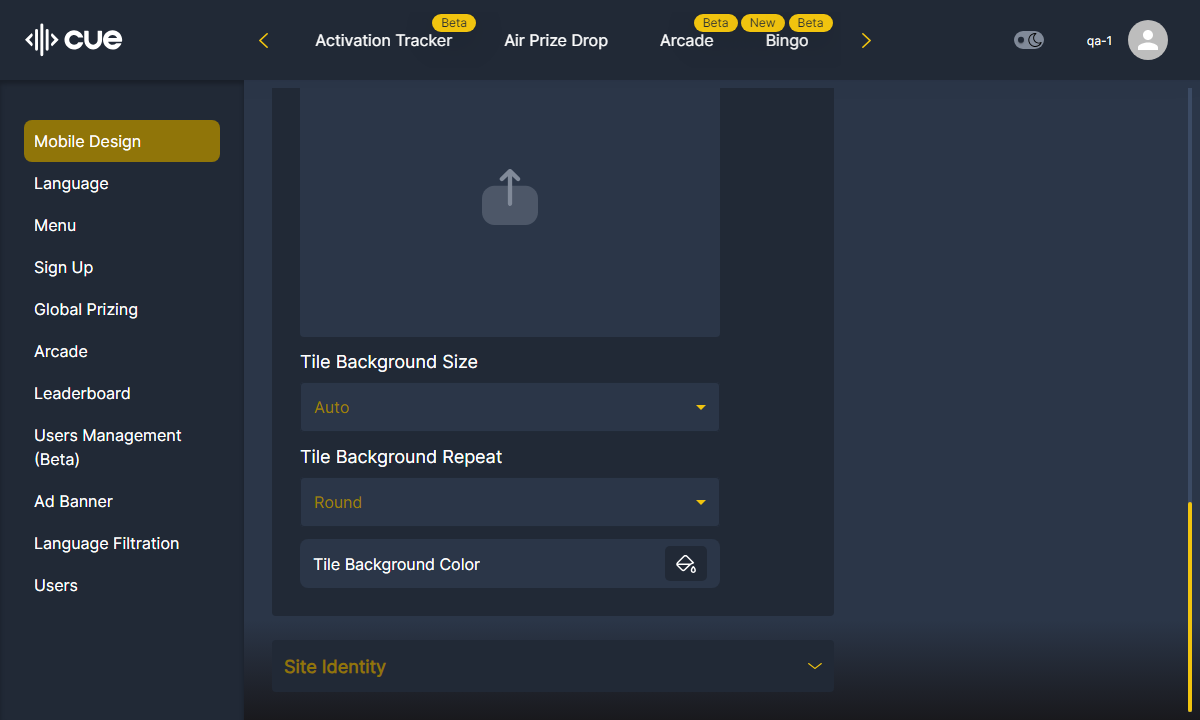 cue
Beta
Activation Tracker
Air Prize Drop
Beta
Arcade
New
Beta
Bingo
qa-1
Mobile Design
Language
Menu
Sign Up
Global Prizing
Arcade
Leaderboard
Users Management
(Beta)
Ad Banner
Language Filtration
Users
Tile Background Size
Auto
Tile Background Repeat
Round
Tile Background Color
Site Identity